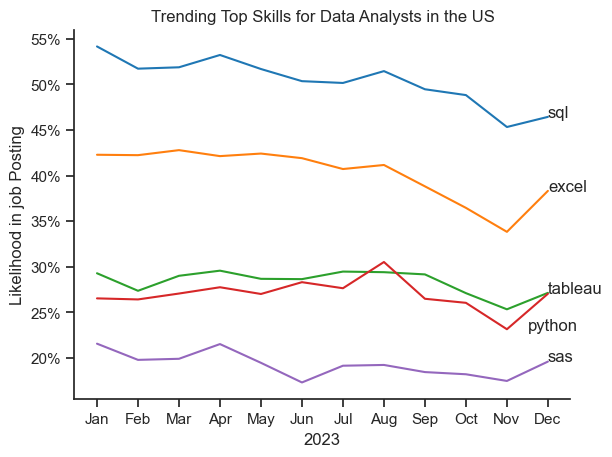 Trending Top Skills for Data Analysts in the US
Likelihood in job Posting
55%
50%
45%
40%
35%
30%
25%
20%
sql
excel
tableau
python
sas
Jan Feb Mar Apr May Jun Jul Aug Sep Oct Nov Dec
2023